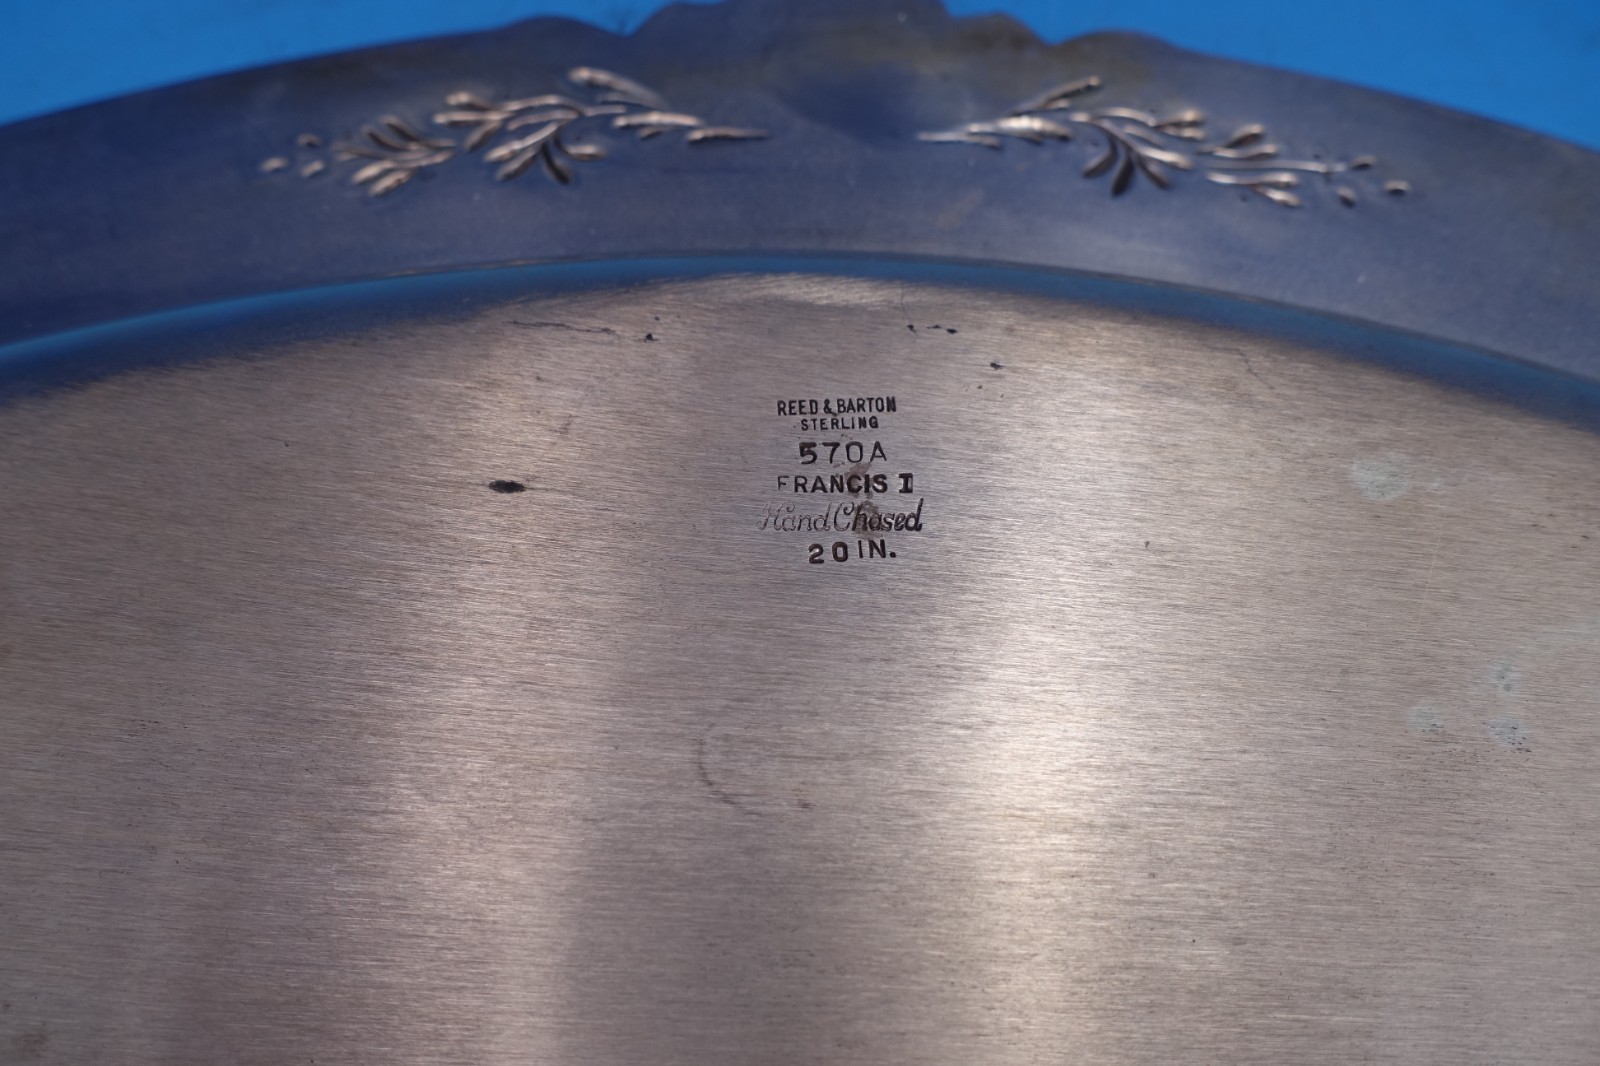 REED & BARTON
STERLING
570A
FRANCIS I
Hand Chased
20 IN.